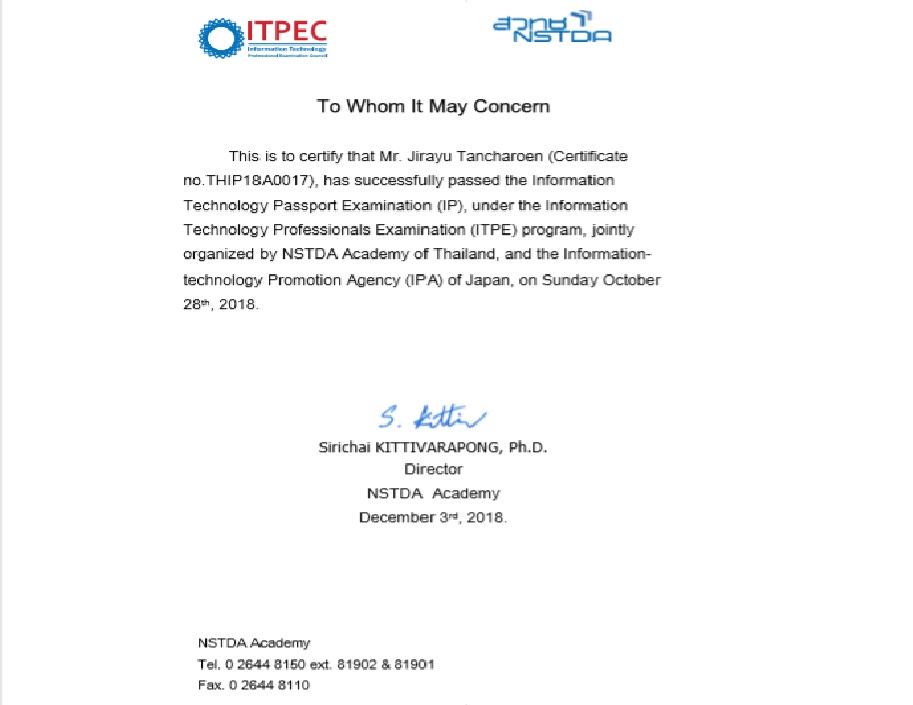 ITPEC
Information Technology
Professional Examination Council
สวทช
NSTDA
To Whom It May Concern
This is to certify that Mr. Jirayu Tancharoen (Certificate
no.THIP18A0017), has successfully passed the Information
Technology Passport Examination (IP), under the Information
Technology Professionals Examination (ITPE) program, jointly
organized by NSTDA Academy of Thailand, and the Information-
technology Promotion Agency (IPA) of Japan, on Sunday October
28th, 2018.
S. Kitti
Sirichai KITTIVARAPONG, Ph.D.
Director
NSTDA Academy
December 3rd, 2018.
NSTDA Academy
Tel. 0 2644 8150 ext. 81902 & 81901
Fax. 0 2644 8110